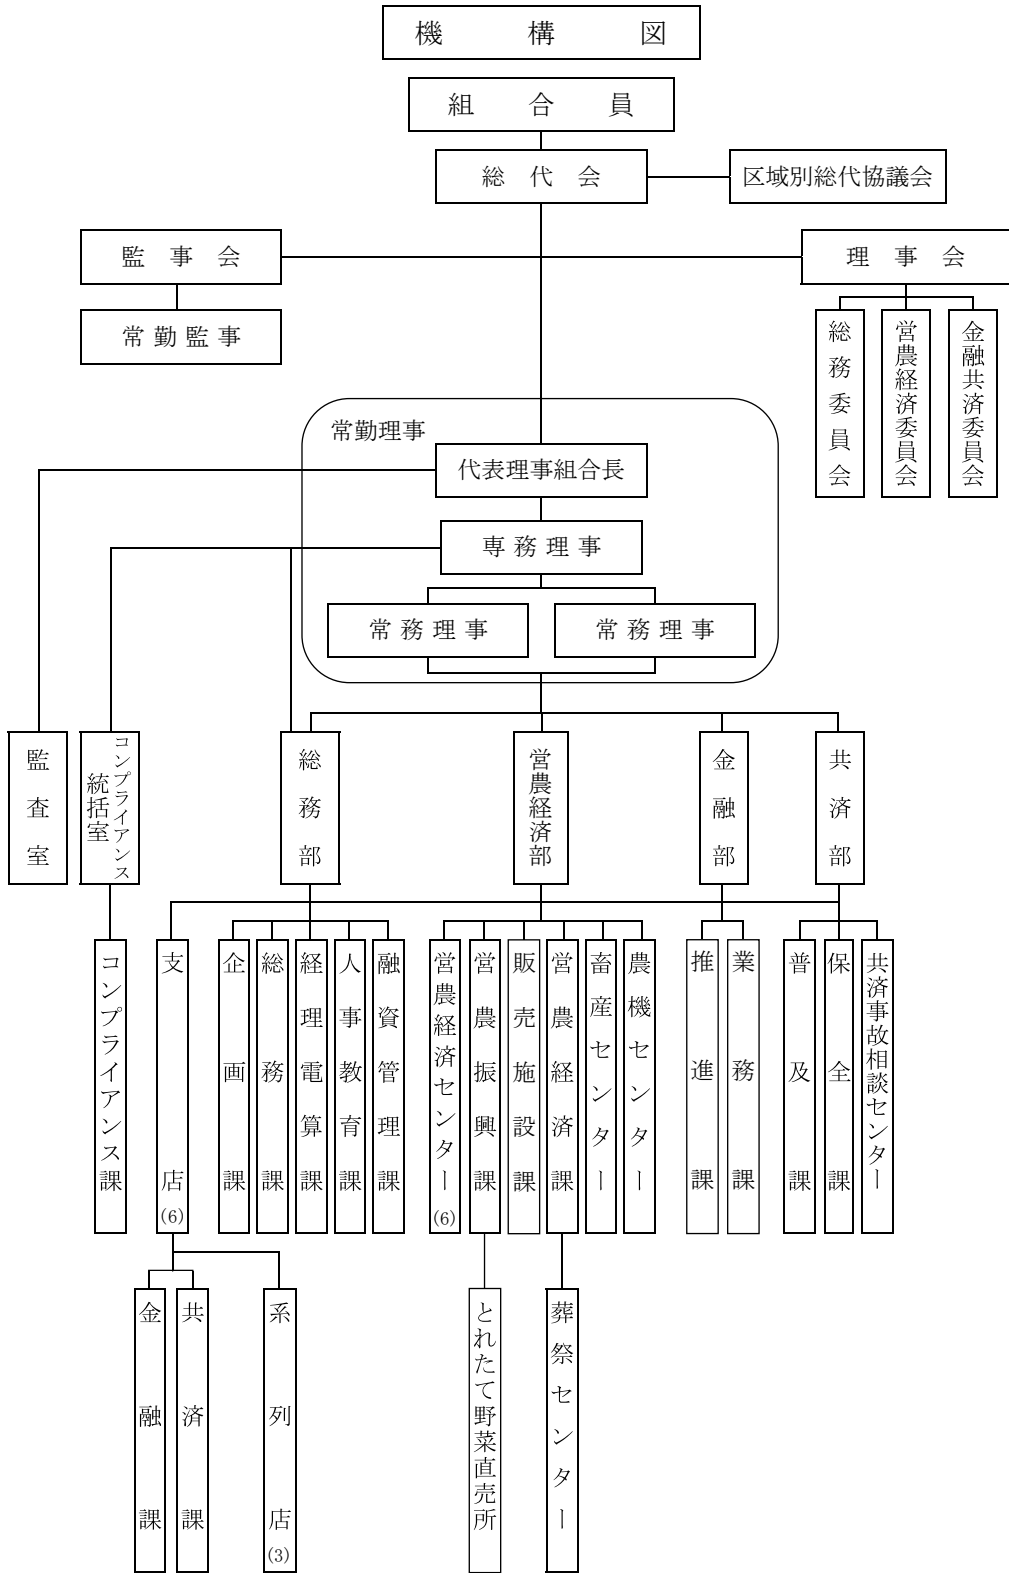 機構図
組合員
総代会
区域別総代協議会
監事会
理事会
常勤監事
総務委員会
営農経済委員会
金融共済委員会
常勤理事
代表理事組合長
専務理事
常務理事
常務理事
監査室
コンプライアンス
統括室
総務部
営農経済部
金融部
共済部
コンプライアンス課
支店(6)
企画課
総務課
経理電算課
人事教育課
融資管理課
営農経済センター(6)
営農振興課
販売施設課
営農経済課
畜産センター
農機センター
推進課
業務課
普及課
保全課
共済事故相談センター
金融課
共済課
系列店(3)
とれたて野菜直売所
葬祭センター